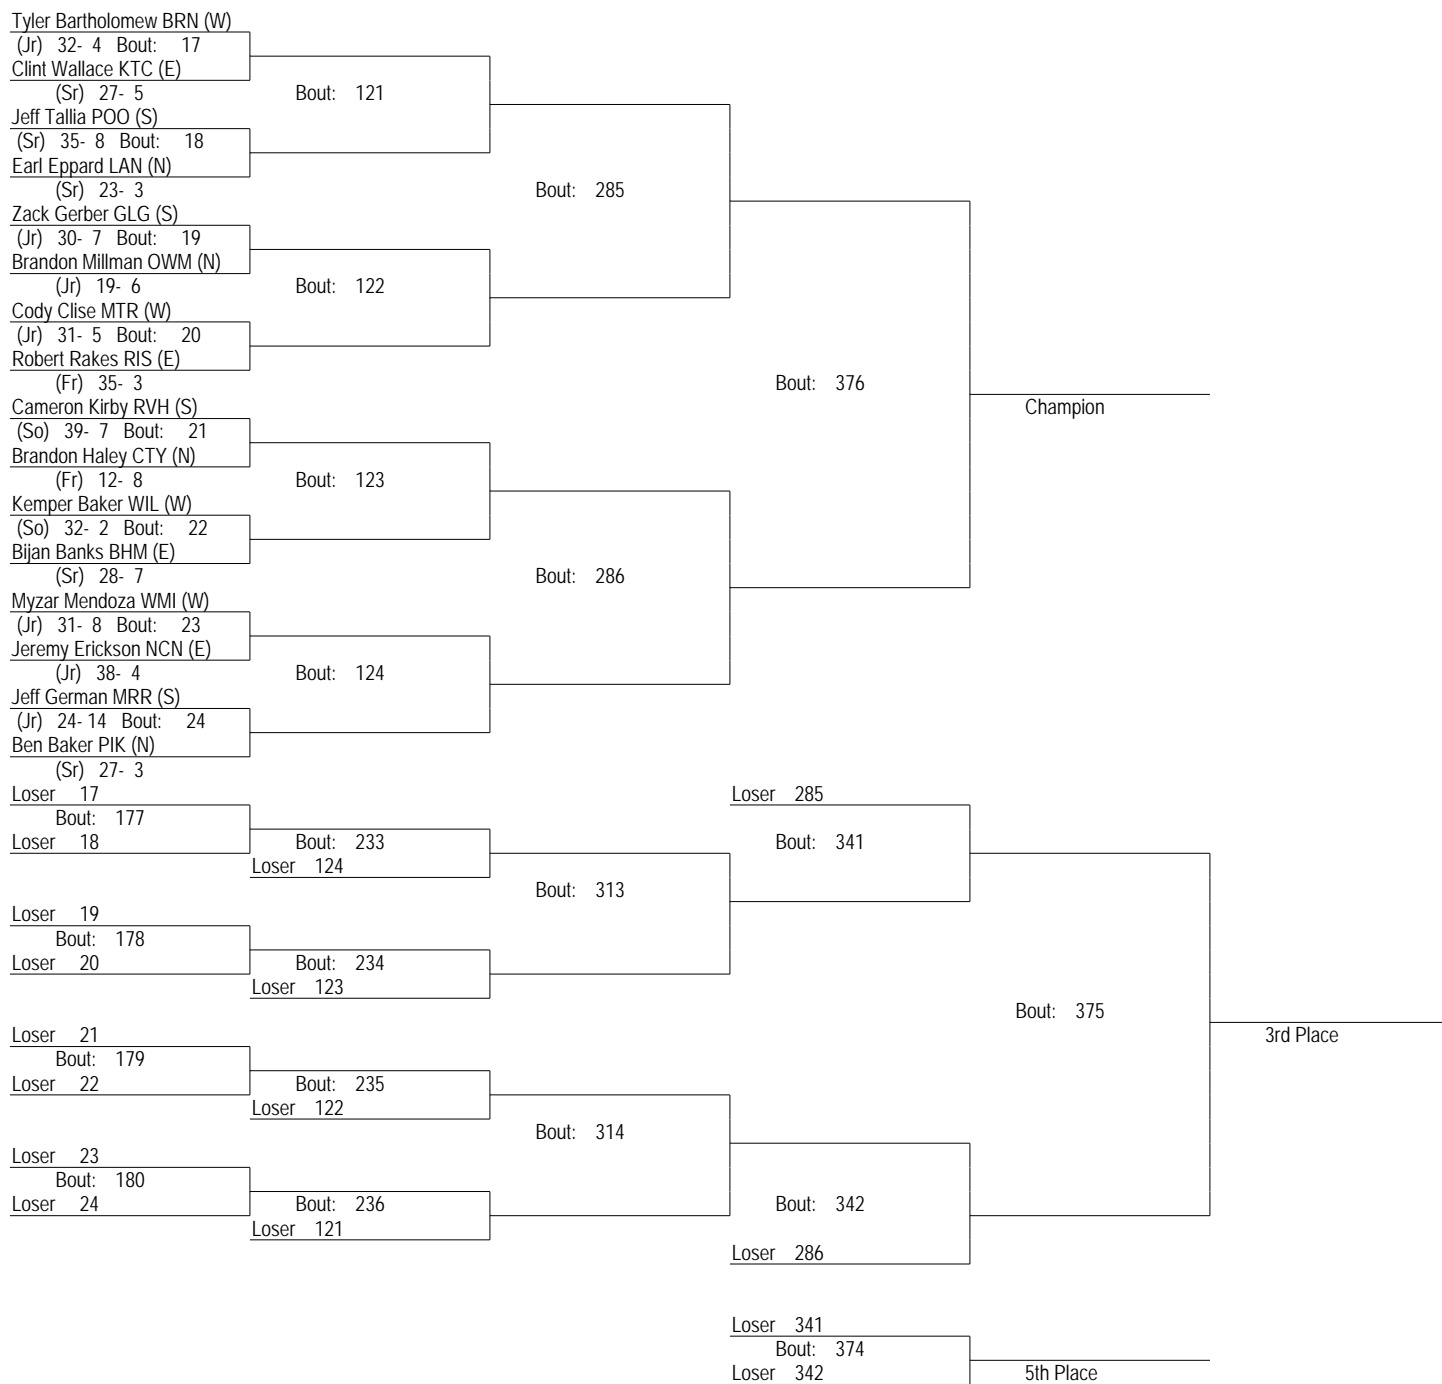 Tyler Bartholomew BRN (W)
(Jr) 32- 4 Bout: 17
Clint Wallace KTC (E)
(Sr) 27- 5 Bout: 121
Jeff Tallia POO (S)
(Sr) 35- 8 Bout: 18
Earl Eppard LAN (N)
(Sr) 23- 3 Bout: 285
Zack Gerber GLG (S)
(Jr) 30- 7 Bout: 19
Brandon Millman OWM (N)
(Jr) 19- 6 Bout: 122
Cody Clise MTR (W)
(Jr) 31- 5 Bout: 20
Robert Rakes RIS (E)
(Fr) 35- 3 Bout: 376
Cameron Kirby RVH (S) Champion
(So) 39- 7 Bout: 21
Brandon Haley CTY (N)
(Fr) 12- 8 Bout: 123
Kemper Baker WIL (W)
(So) 32- 2 Bout: 22
Bijan Banks BHM (E)
(Sr) 28- 7 Bout: 286
Myzar Mendoza WMI (W)
(Jr) 31- 8 Bout: 23
Jeremy Erickson NCN (E)
(Jr) 38- 4 Bout: 124
Jeff German MRR (S)
(Jr) 24- 14 Bout: 24
Ben Baker PIK (N)
(Sr) 27- 3
Loser 17 Loser 285
Bout: 177
Loser 18 Bout: 233 Bout: 341
Loser 124
Bout: 313
Loser 19
Bout: 178
Loser 20 Bout: 234
Loser 123
Bout: 375
Loser 21 3rd Place
Bout: 179
Loser 22 Bout: 235
Loser 122
Bout: 314
Loser 23
Bout: 180
Loser 24 Bout: 236 Bout: 342
Loser 121
Loser 286
Loser 341
Bout: 374
Loser 342 5th Place